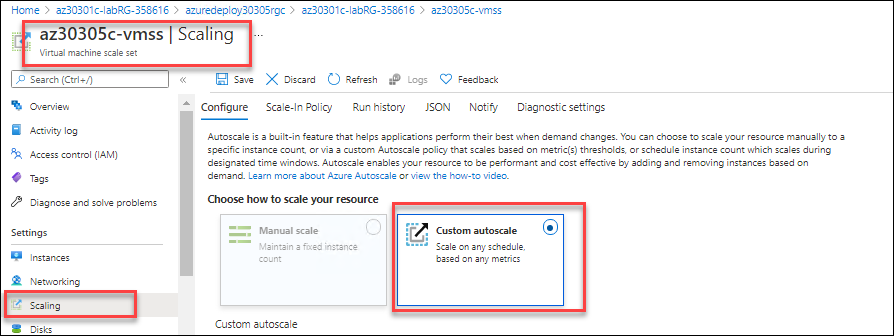 Home > az30301c-labRG-358616 > azuredeploy30305rgc > az30301c-labRG-358616 > az30305c-vmss
az30305c-vmss | Scaling ...
Virtual machine scale set
Search (Ctrl+/) «
Save Discard Refresh Logs Feedback
Overview
Activity log
Access control (IAM)
Tags
Diagnose and solve problems
Settings
Instances
Networking
Scaling
Disks
Configure Scale-In Policy Run history JSON Notify Diagnostic settings
Autoscale is a built-in feature that helps applications perform their best when demand changes. You can choose to scale your resource manually to a
specific instance count, or via a custom Autoscale policy that scales based on metric(s) thresholds, or schedule instance count which scales during
designated time windows. Autoscale enables your resource to be performant and cost effective by adding and removing instances based on
demand. Learn more about Azure Autoscale or view the how-to video.
Choose how to scale your resource
Manual scale
Maintain a fixed instance
count
Custom autoscale
Scale on any schedule,
based on any metrics
Custom autoscale